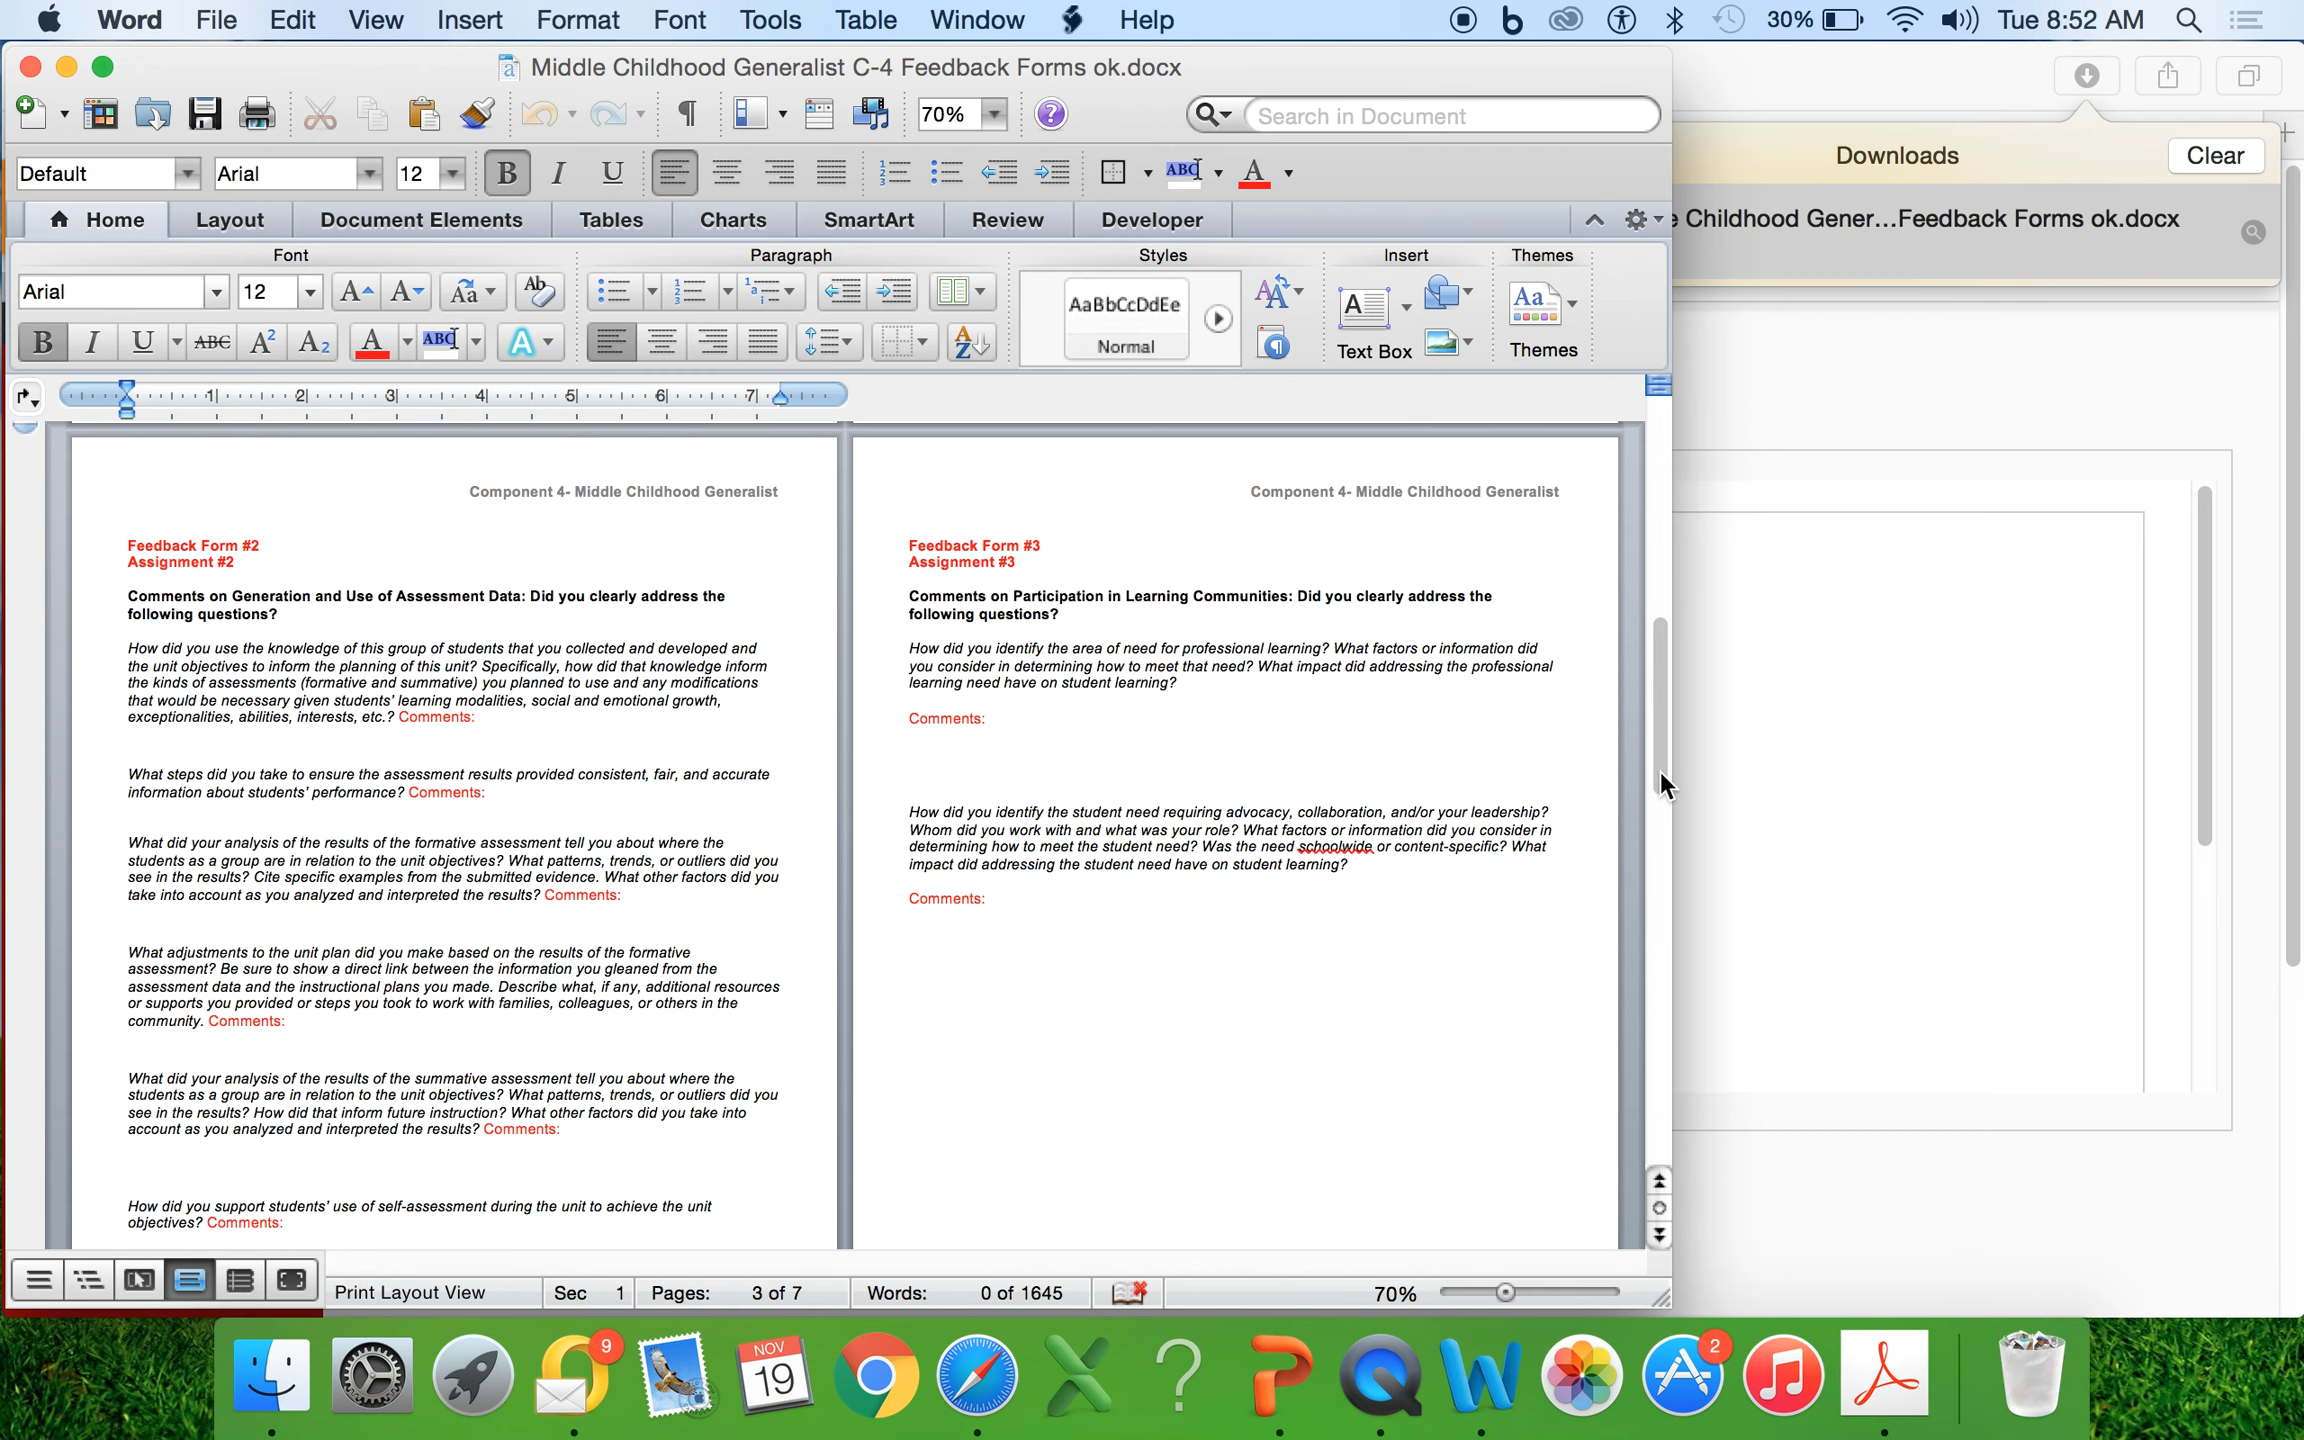 Word File Edit View Insert Format Font Tools Table Window Help 30% Tue 8:52 AM
Middle Childhood Generalist C-4 Feedback Forms ok.docx
70% Search in Document
Default Arial 12 B I U ABC A
Home Layout Document Elements Tables Charts SmartArt Review Developer
Font Paragraph Styles Insert Themes
Arial 12 AaBbCcDdEe
B I U ABC Normal Text Box Themes
1 2 3 4 5 6 7
Downloads Clear
Childhood Gener...Feedback Forms ok.docx
Component 4- Middle Childhood Generalist
Feedback Form #2
Assignment #2
Comments on Generation and Use of Assessment Data: Did you clearly address the
following questions?
How did you use the knowledge of this group of students that you collected and developed and
the unit objectives to inform the planning of this unit? Specifically, how did that knowledge inform
the kinds of assessments (formative and summative) you planned to use and any modifications
that would be necessary given students' learning modalities, social and emotional growth,
exceptionalities, abilities, interests, etc.? Comments:
What steps did you take to ensure the assessment results provided consistent, fair, and accurate
information about students' performance? Comments:
What did your analysis of the results of the formative assessment tell you about where the
students as a group are in relation to the unit objectives? What patterns, trends, or outliers did you
see in the results? Cite specific examples from the submitted evidence. What other factors did you
take into account as you analyzed and interpreted the results? Comments:
What adjustments to the unit plan did you make based on the results of the formative
assessment? Be sure to show a direct link between the information you gleaned from the
assessment data and the instructional plans you made. Describe what, if any, additional resources
or supports you provided or steps you took to work with families, colleagues, or others in the
community. Comments:
What did your analysis of the results of the summative assessment tell you about where the
students as a group are in relation to the unit objectives? What patterns, trends, or outliers did you
see in the results? How did that inform future instruction? What other factors did you take into
account as you analyzed and interpreted the results? Comments:
How did you support students' use of self-assessment during the unit to achieve the unit
objectives? Comments:
Component 4- Middle Childhood Generalist
Feedback Form #3
Assignment #3
Comments on Participation in Learning Communities: Did you clearly address the
following questions?
How did you identify the area of need for professional learning? What factors or information did
you consider in determining how to meet that need? What impact did addressing the professional
learning need have on student learning?
Comments:
How did you identify the student need requiring advocacy, collaboration, and/or your leadership?
Whom did you work with and what was your role? What factors or information did you consider in
determining how to meet the student need? Was the need schoolwide or content-specific? What
impact did addressing the student need have on student learning?
Comments:
Print Layout View Sec 1 Pages: 3 of 7 Words: 0 of 1645 70%
9 NOV 19 2